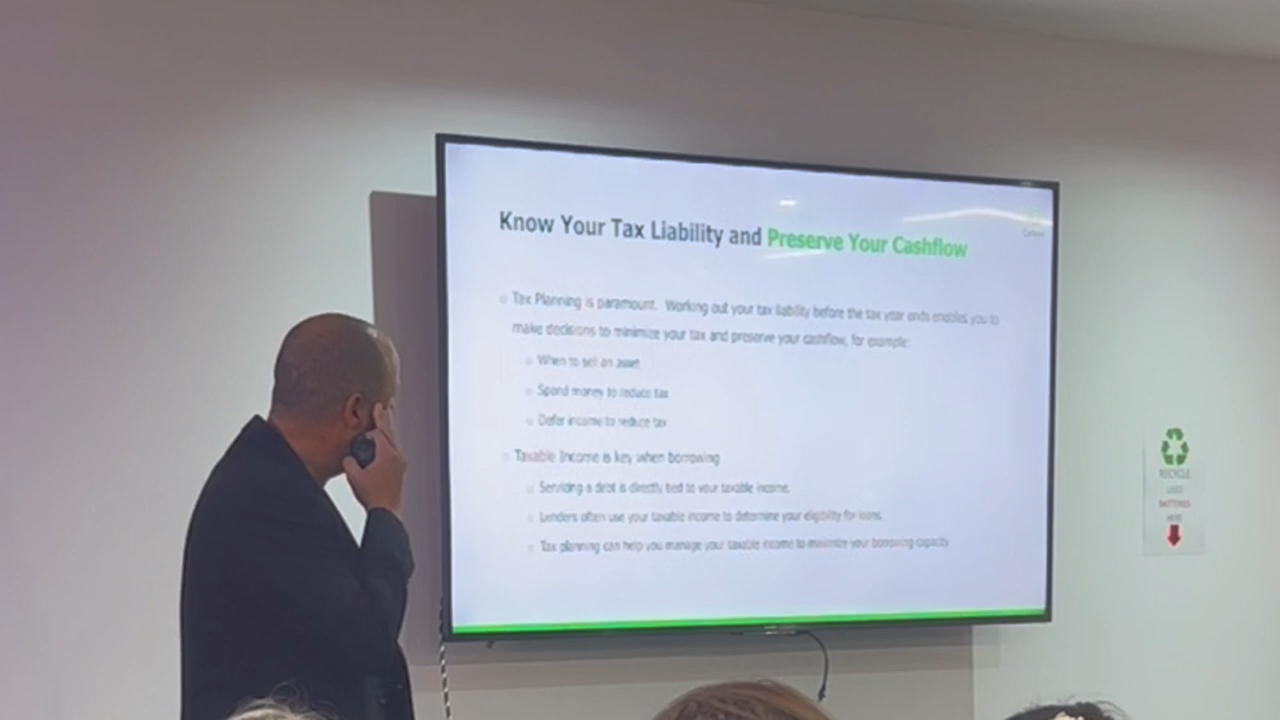 Know Your Tax Liability and Preserve Your Cashflow
Tax Planning is paramount. Working out your tax liability before the tax year ends enables you to
make decisions to minimize your tax and preserve your cashflow, for example:
When to sell an asset
Spend money to reduce tax
Defer income to reduce tax
Taxable Income is key when borrowing
Servicing a debt is directly tied to your taxable income.
Lenders often use your taxable income to determine your eligibility for loans.
Tax planning can help you manage your taxable income to maximize your borrowing capacity
RECYCLE
USED
BATTERIES
HERE